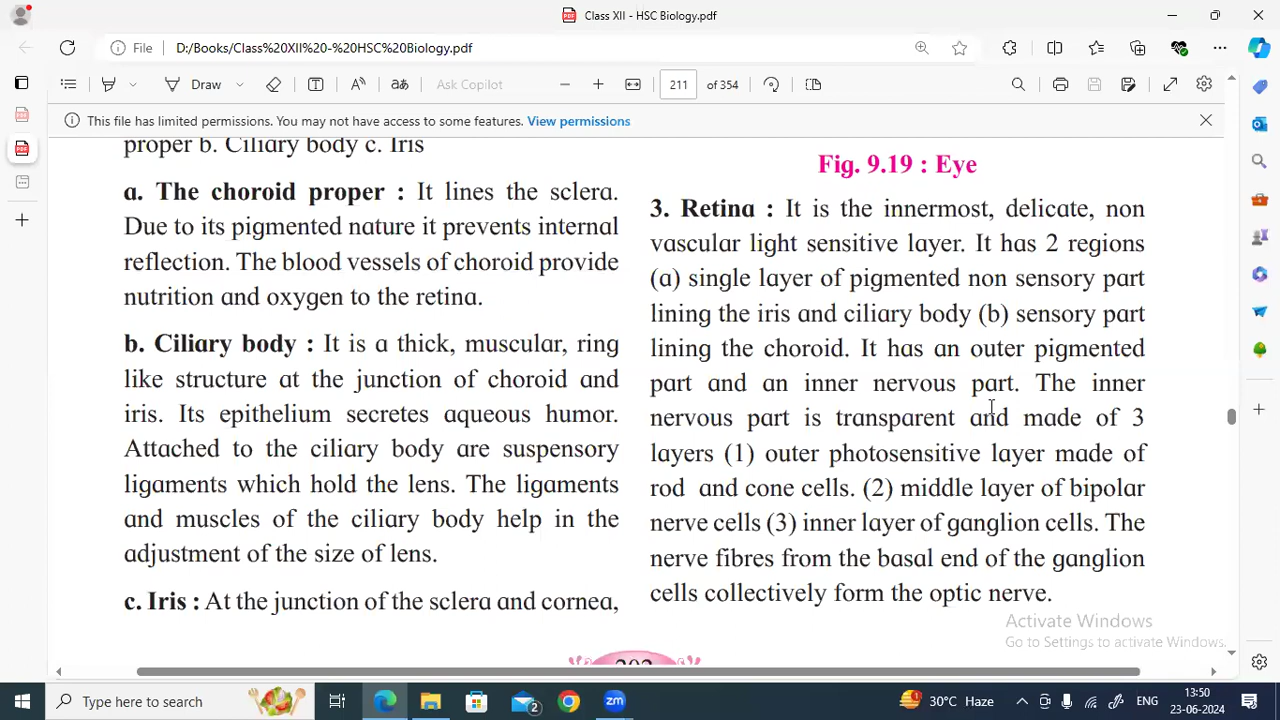 Class XII - HSC Biology.pdf
File
D:/Books/Class%20XII%20-%20HSC%20Biology.pdf
Draw
Ask Copilot
211 of 354
This file has limited permissions. You may not have access to some features. View permissions
proper b. Ciliary body c. Iris
a. The choroid proper : It lines the sclera.
Due to its pigmented nature it prevents internal
reflection. The blood vessels of choroid provide
nutrition and oxygen to the retina.
b. Ciliary body : It is a thick, muscular, ring
like structure at the junction of choroid and
iris. Its epithelium secretes aqueous humor.
Attached to the ciliary body are suspensory
ligaments which hold the lens. The ligaments
and muscles of the ciliary body help in the
adjustment of the size of lens.
c. Iris : At the junction of the sclera and cornea,
Fig. 9.19 : Eye
3. Retina : It is the innermost, delicate, non
vascular light sensitive layer. It has 2 regions
(a) single layer of pigmented non sensory part
lining the iris and ciliary body (b) sensory part
lining the choroid. It has an outer pigmented
part and an inner nervous part. The inner
nervous part is transparent and made of 3
layers (1) outer photosensitive layer made of
rod and cone cells. (2) middle layer of bipolar
nerve cells (3) inner layer of ganglion cells. The
nerve fibres from the basal end of the ganglion
cells collectively form the optic nerve.
Activate Windows
Go to Settings to activate Windows.
Type here to search
2
30°C Haze
ENG
13:50
23-06-2024